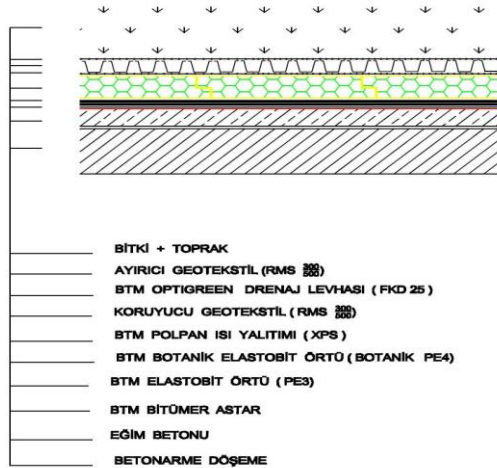 BİTKİ + TOPRAK
AYIRICI GEOTEKSTİL (RMS 300 500)
BTM OPTIGREEN DRENAJ LEVHASI ( FKD 25 )
KORUYUCU GEOTEKSTİL ( RMS 300 500)
BTM POLPAN ISI YALITIMI ( XPS )
BTM BOTANİK ELASTOBİT ÖRTÜ ( BOTANİK PE4)
BTM ELASTOBİT ÖRTÜ ( PE3)
BTM BİTÜMER ASTAR
EĞİM BETONU
BETONARME DÖŞEME